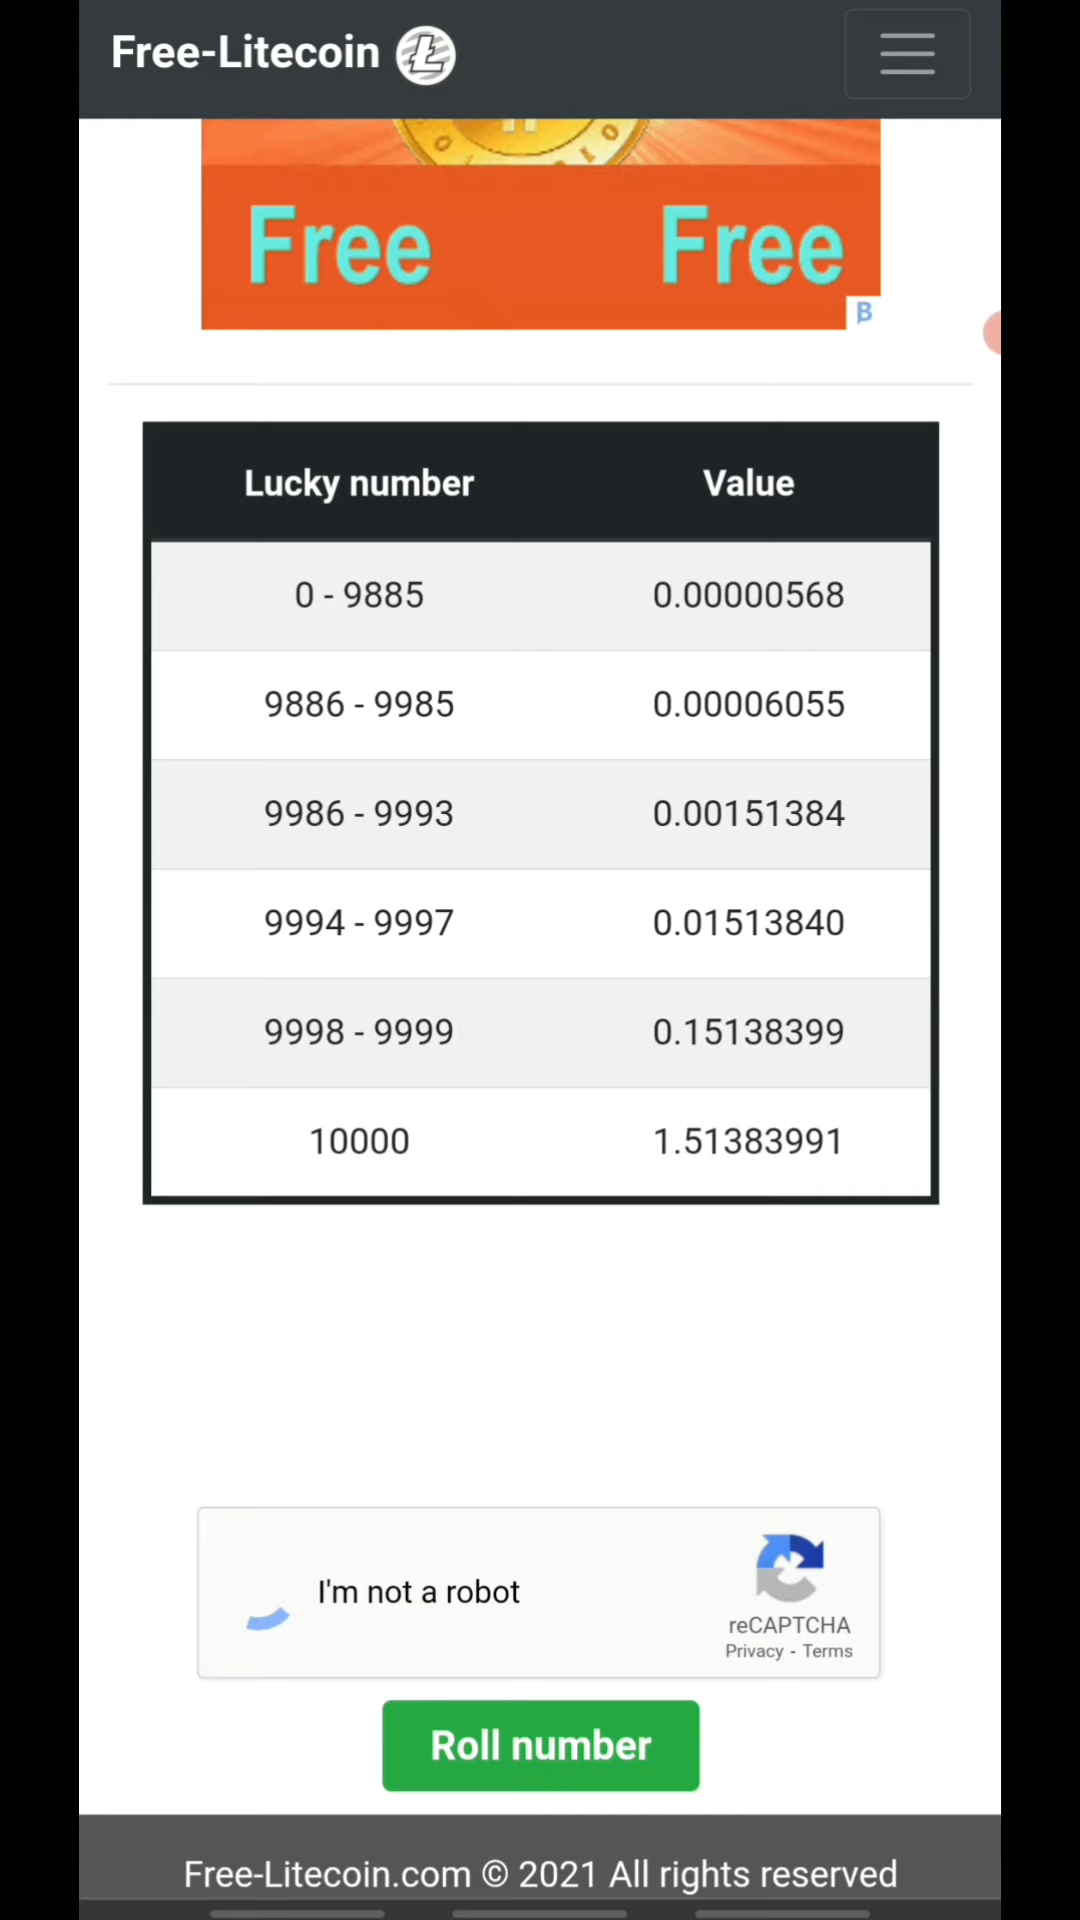 Free-Litecoin
Free Free
B
Lucky number Value
0 - 9885 0.00000568
9886 - 9985 0.00006055
9986 - 9993 0.00151384
9994 - 9997 0.01513840
9998 - 9999 0.15138399
10000 1.51383991
I'm not a robot
reCAPTCHA
Privacy - Terms
Roll number
Free-Litecoin.com © 2021 All rights reserved